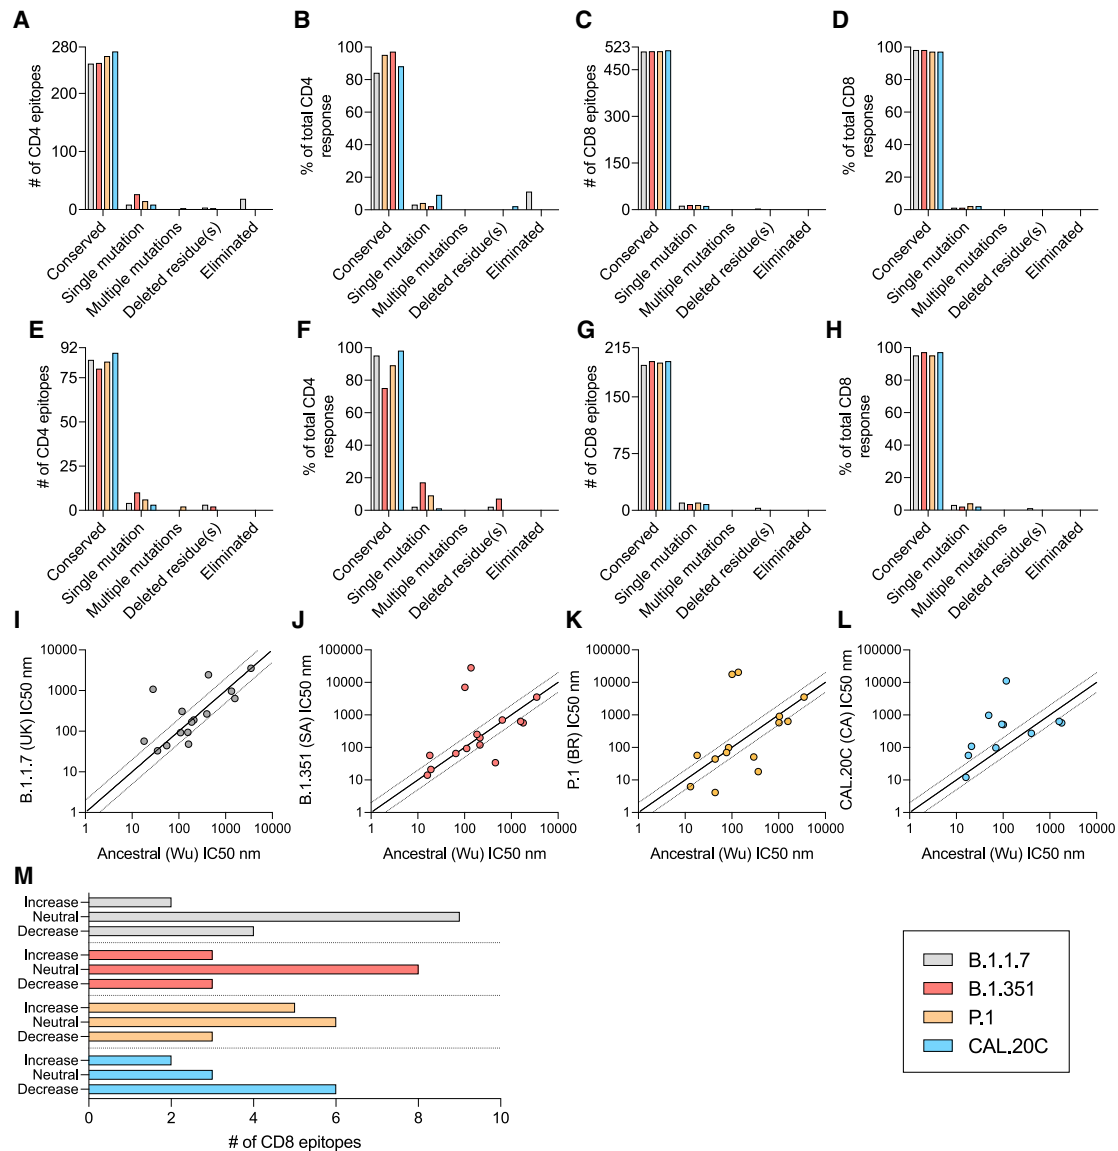 A
# of CD4 epitopes
280
200
100
0
Conserved
Single mutation
Multiple mutations
Deleted residue(s)
Eliminated
B
% of total CD4
response
100
80
60
40
20
0
Conserved
Single mutation
Multiple mutations
Deleted residue(s)
Eliminated
C
# of CD8 epitopes
523
450
300
150
0
Conserved
Single mutation
Multiple mutations
Deleted residue(s)
Eliminated
D
% of total CD8
response
100
80
60
40
20
0
Conserved
Single mutation
Multiple mutations
Deleted residue(s)
Eliminated
E
# of CD4 epitopes
92
75
50
25
0
Conserved
Single mutation
Multiple mutations
Deleted residue(s)
Eliminated
F
% of total CD4
response
100
80
60
40
20
0
Conserved
Single mutation
Multiple mutations
Deleted residue(s)
Eliminated
G
# of CD8 epitopes
215
150
75
0
Conserved
Single mutation
Multiple mutations
Deleted residue(s)
Eliminated
H
% of total CD8
response
100
80
60
40
20
0
Conserved
Single mutation
Multiple mutations
Deleted residue(s)
Eliminated
I
B.1.1.7 (UK) IC50 nm
10000
1000
100
10
1
1 10 100 1000 10000
Ancestral (Wu) IC50 nm
J
B.1.351 (SA) IC50 nm
100000
10000
1000
100
10
1
1 10 100 1000 10000
Ancestral (Wu) IC50 nm
K
P.1 (BR) IC50 nm
100000
10000
1000
100
10
1
1 10 100 1000 10000
Ancestral (Wu) IC50 nm
L
CAL.20C (CA) IC50 nm
100000
10000
1000
100
10
1
1 10 100 1000 10000
Ancestral (Wu) IC50 nm
M
Increase
Neutral
Decrease
Increase
Neutral
Decrease
Increase
Neutral
Decrease
Increase
Neutral
Decrease
0 2 4 6 8 10
# of CD8 epitopes
B.1.1.7
B.1.351
P.1
CAL.20C